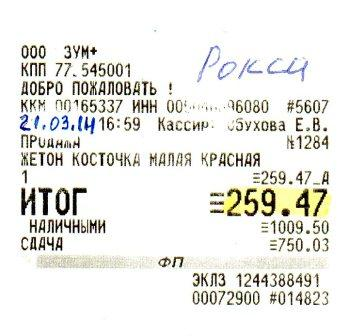 ООО ЗУМ+
Рокси
КПП 77 545001
ДОБРО ПОЖАЛОВАТЬ !
ККМ 00165337 ИНН 96080 #5607
21.03.14 16:59 Кассир: Обухова Е.В.
ПРОДАЖА №1284
ЖЕТОН КОСТОЧКА МАЛАЯ КРАСНАЯ
1 ≡259.47_А
ИТОГ ≡259.47
НАЛИЧНЫМИ ≡1009.50
СДАЧА ≡750.03
ФП
ЭКЛЗ 1244388491
00072900 #014823